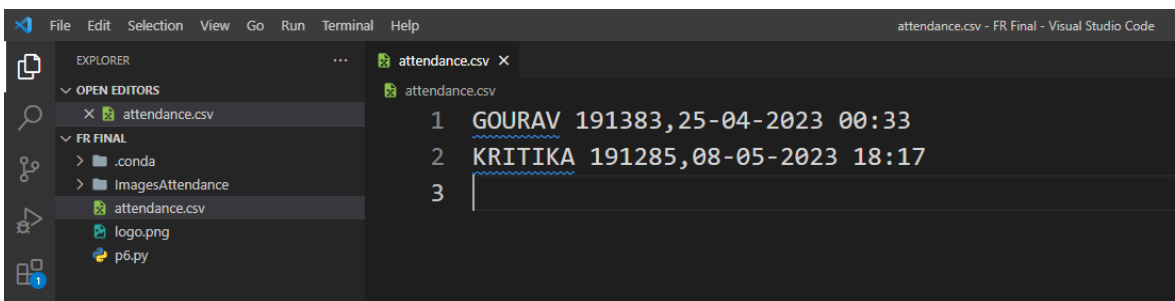 File Edit Selection View Go Run Terminal Help attendance.csv - FR Final - Visual Studio Code
EXPLORER ...
OPEN EDITORS
attendance.csv
FR FINAL
.conda
ImagesAttendance
attendance.csv
logo.png
p6.py
1
attendance.csv
attendance.csv
1 GOURAV 191383,25-04-2023 00:33
2 KRITIKA 191285,08-05-2023 18:17
3